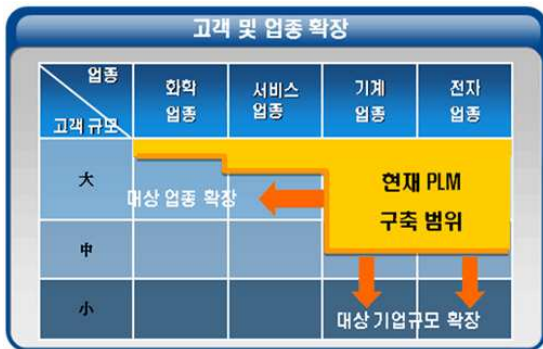 고객 및 업종 확장
업종
고객 규모
화학
업종
서비스
업종
기계
업종
전자
업종
大
현재 PLM
구축 범위
대상 업종 확장
中
小
대상 기업규모 확장